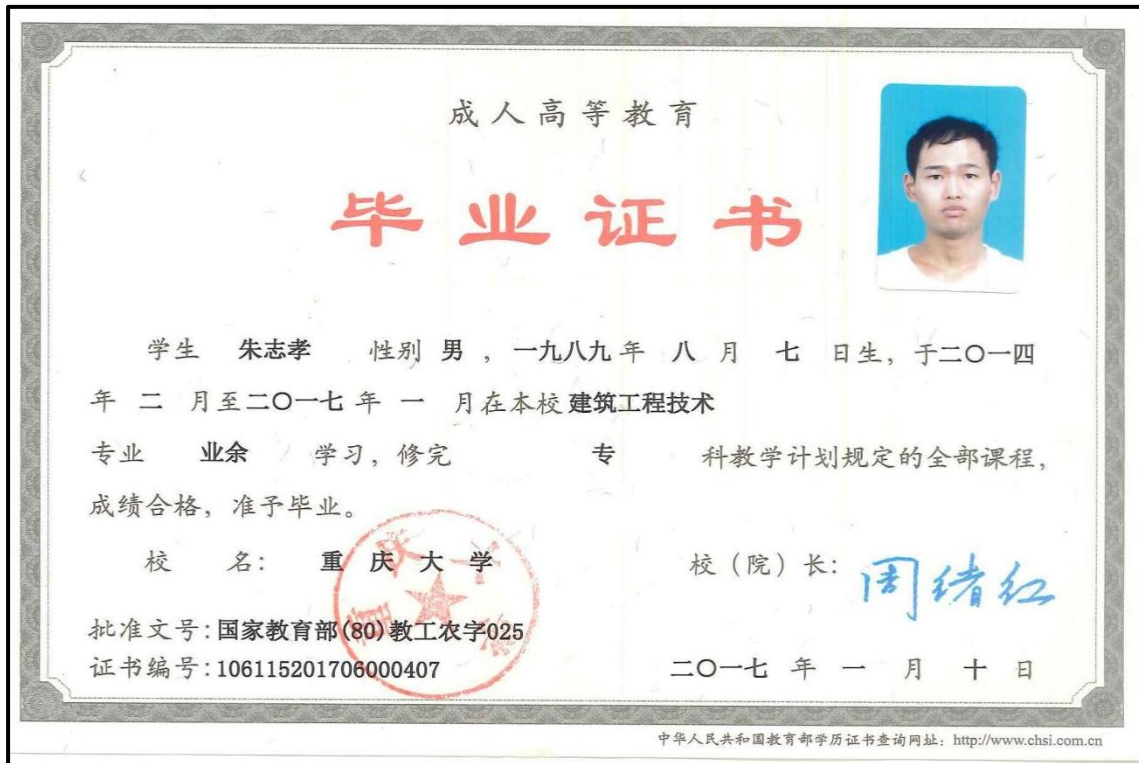 成人高等教育
毕业证书
学生 朱志孝 性别 男 , 一九八九 年 八 月 七 日生, 于二〇一四
年 二 月至二〇一七 年 一 月在本校 建筑工程技术
专业 业余 学习, 修完 专 科教学计划规定的全部课程,
成绩合格, 准予毕业。
校 名: 重庆大学
校（院）长: 周绪红
重庆大学
批准文号: 国家教育部(80)教工农字025
证书编号: 106115201706000407
二〇一七 年 一 月 十 日
中华人民共和国教育部学历证书查询网址: http://www.chsi.com.cn